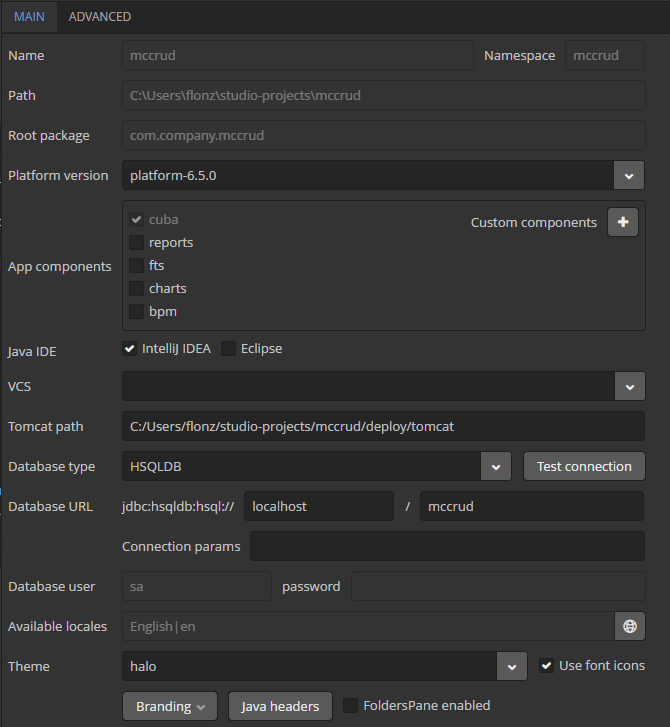 MAIN ADVANCED
Name mccrud Namespace mccrud
Path C:\Users\flonz\studio-projects\mccrud
Root package com.company.mccrud
Platform version platform-6.5.0
cuba Custom components +
reports
App components fts
charts
bpm
Java IDE IntelliJ IDEA Eclipse
VCS
Tomcat path C:/Users/flonz/studio-projects/mccrud/deploy/tomcat
Database type HSQLDB Test connection
Database URL jdbc:hsqldb:hsql:// localhost / mccrud
Connection params
Database user sa password
Available locales English|en
Theme halo Use font icons
Branding Java headers FoldersPane enabled